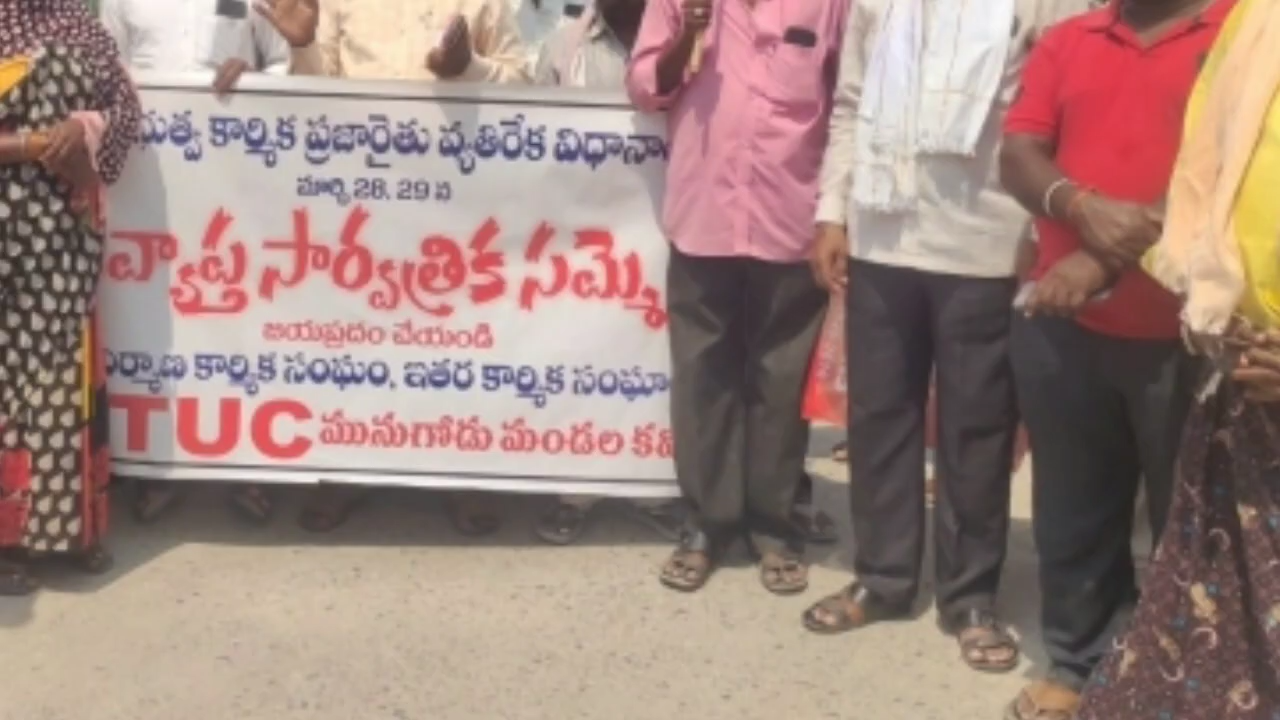 కార్మిక ప్రజారైతు వ్యతిరేక
మార్చి 28, 29 న
వ్యాప్త సార్వత్రిక సమ్మె
జయప్రదం చేయండి
కార్మిక సంఘం, ఇతర కార్మిక
TUC మునుగోడు మండల